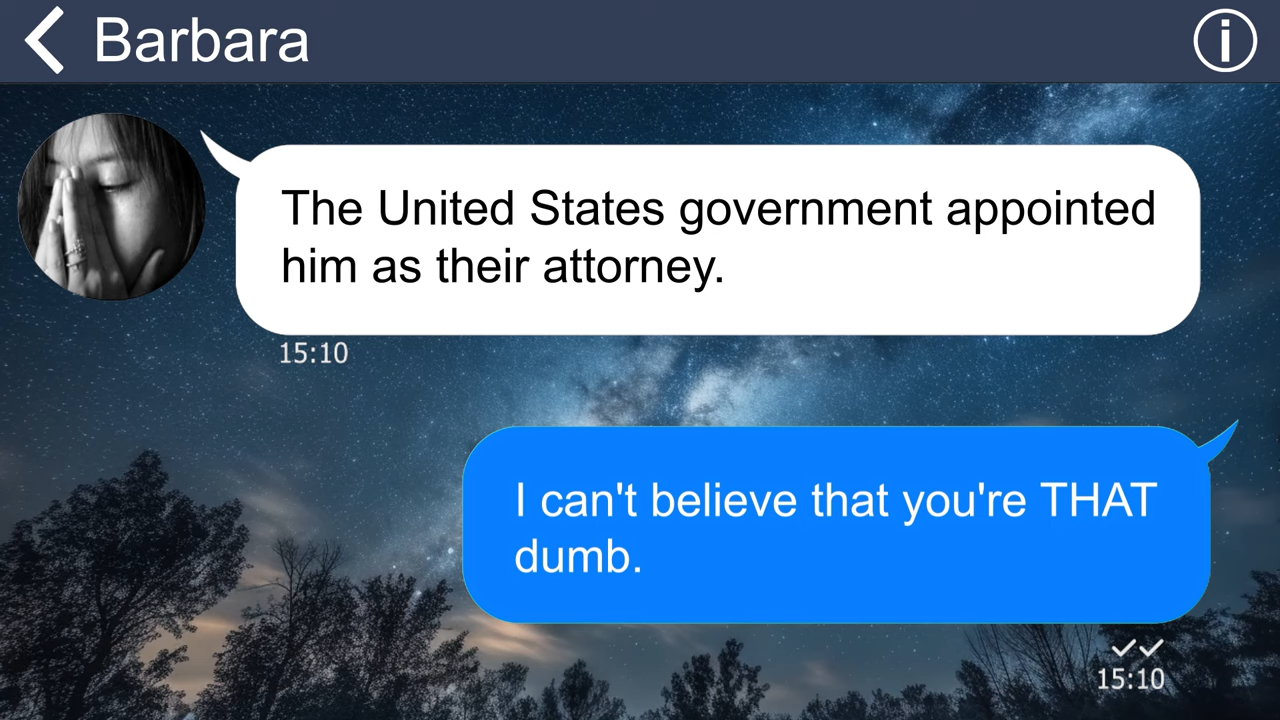 Barbara
The United States government appointed
him as their attorney.
15:10
I can't believe that you're THAT
dumb.
15:10